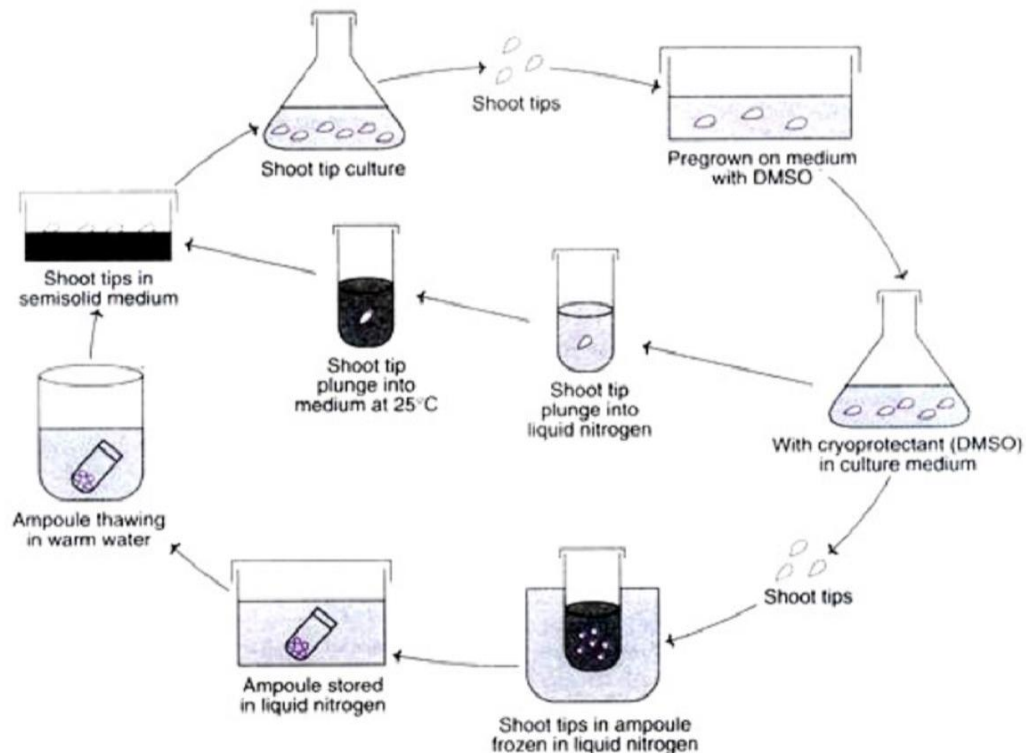 Shoot tip culture
Shoot tips
Pregrown on medium
with DMSO
Shoot tips in
semisolid medium
Shoot tip
plunge into
medium at 25°C
Shoot tip
plunge into
liquid nitrogen
With cryoprotectant (DMSO)
in culture medium
Ampoule thawing
in warm water
Shoot tips
Ampoule stored
in liquid nitrogen
Shoot tips in ampoule
frozen in liquid nitrogen